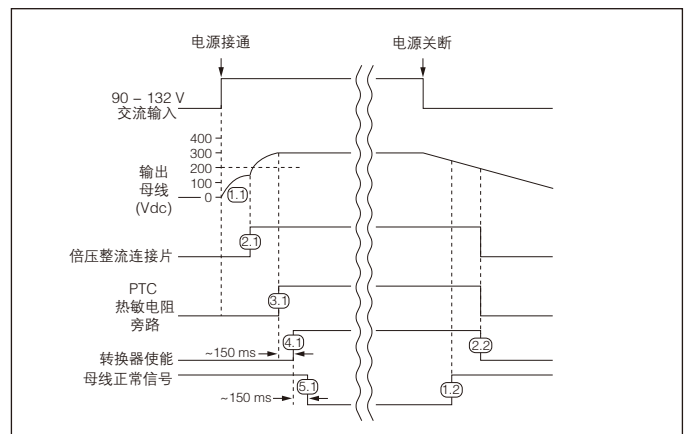 电源接通
电源关断
90 – 132 V
交流输入
400
300
200
100
0
输出
母线
(Vdc)
1.1
倍压整流连接片
2.1
PTC
热敏电阻
旁路
3.1
转换器使能
~150 ms
4.1
2.2
母线正常信号
~150 ms
5.1
1.2